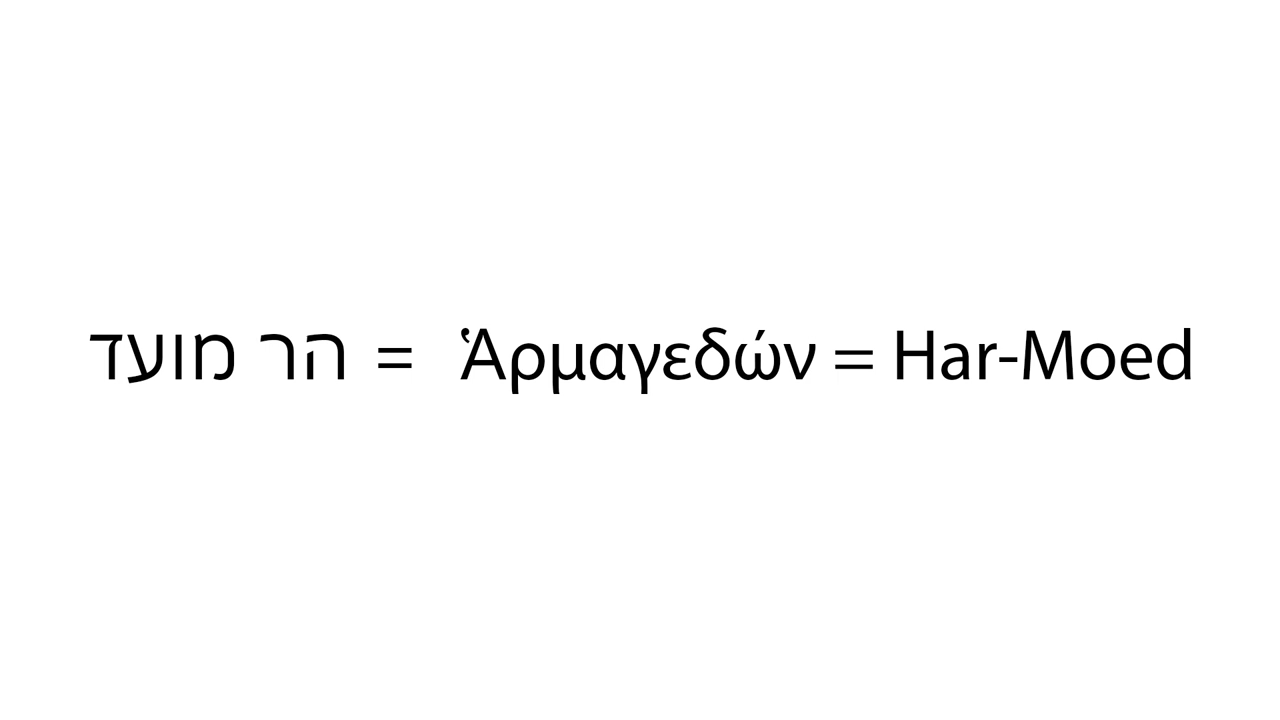 הר מועד = Ἁρμαγεδών = Har-Moed